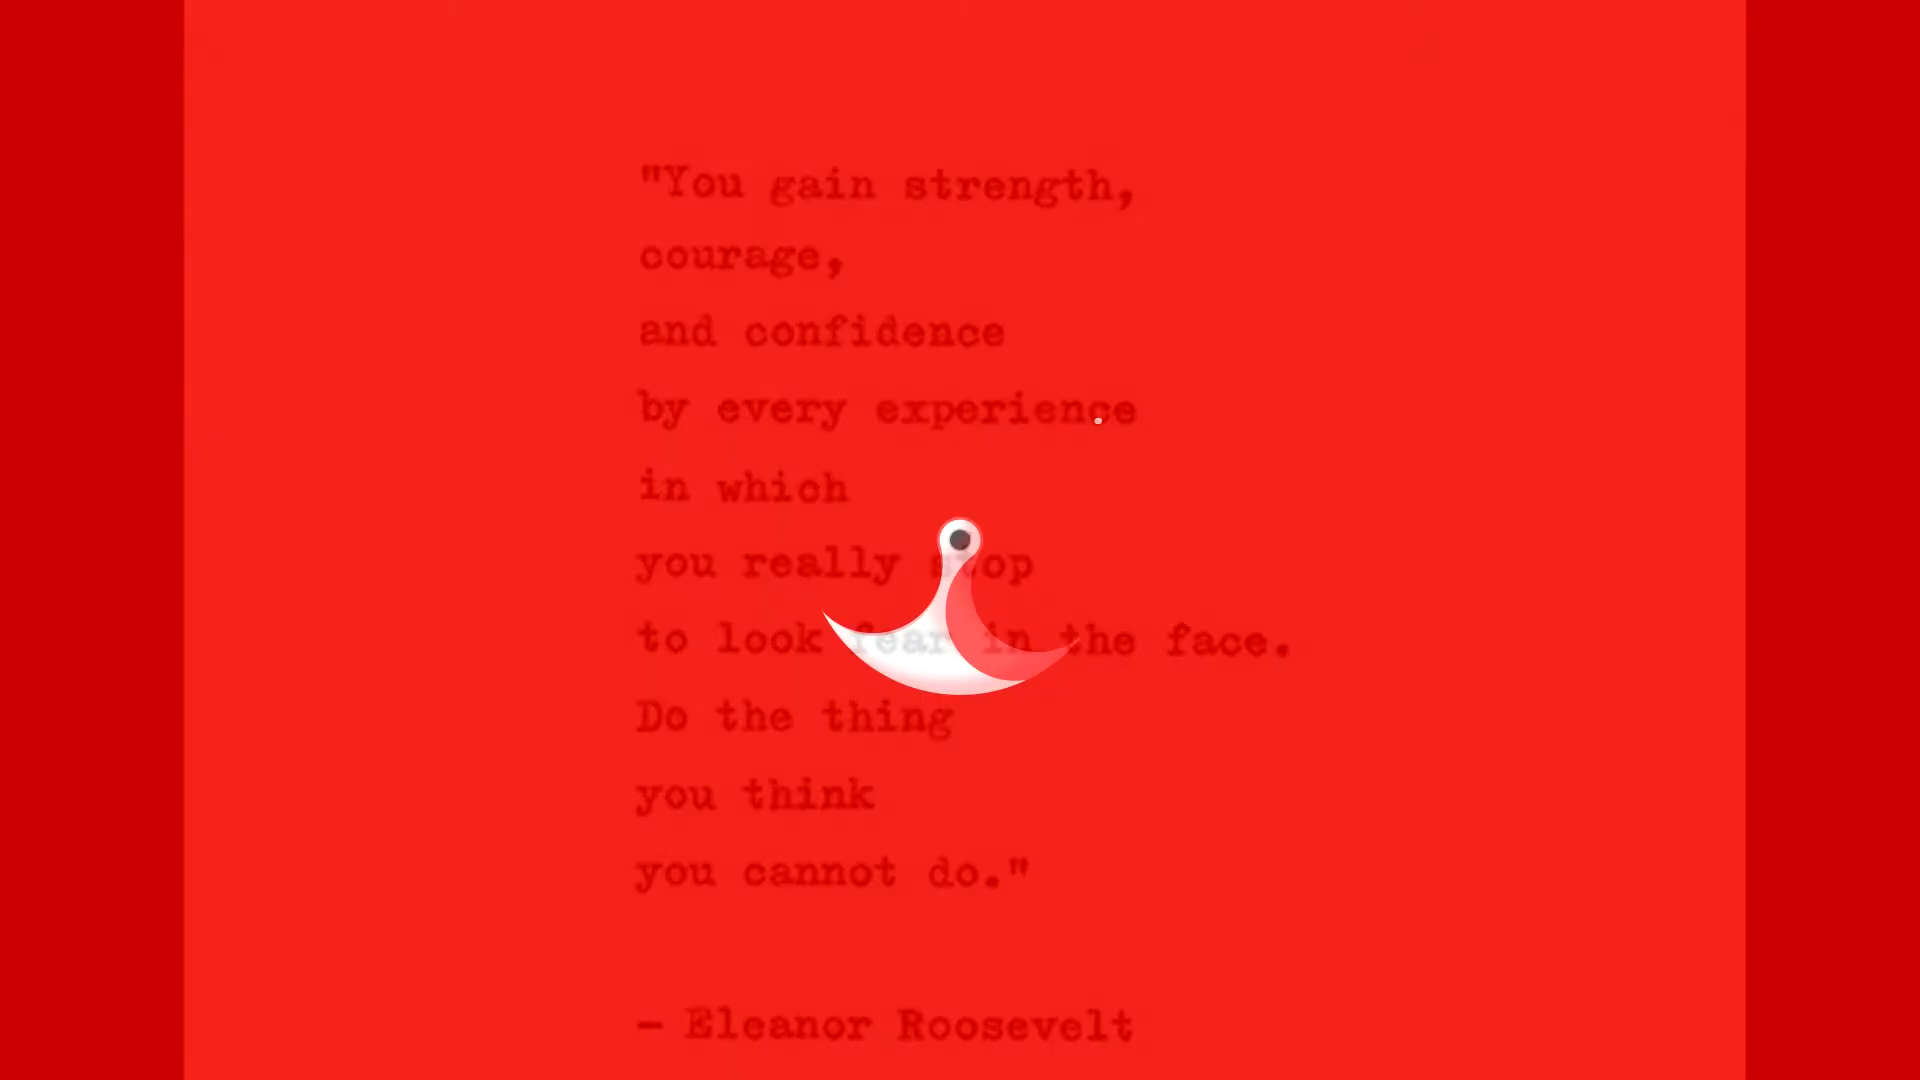 "You gain strength,
courage,
and confidence
by every experience
in which
you really stop
to look fear in the face.
Do the thing
you think
you cannot do."
— Eleanor Roosevelt